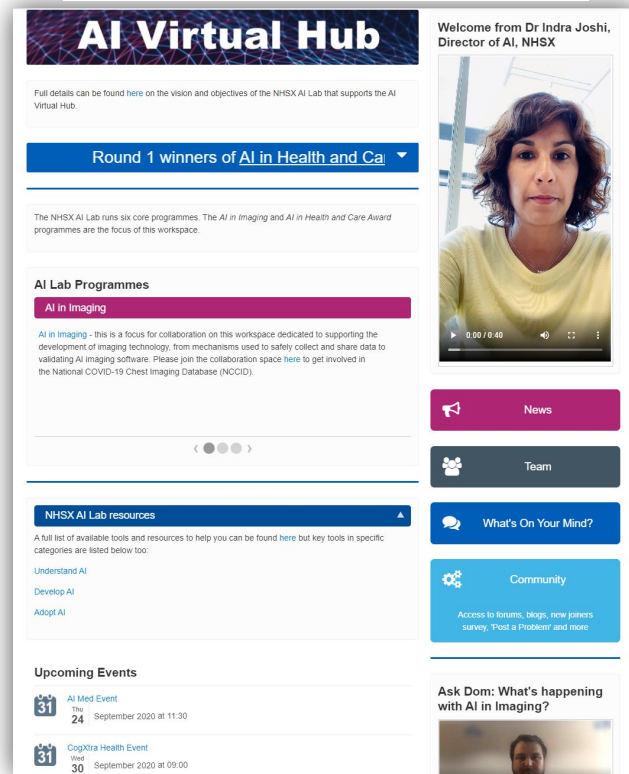 AI Virtual Hub
Full details can be found here on the vision and objectives of the NHSX AI Lab that supports the AI
Virtual Hub.
Round 1 winners of AI in Health and Ca
The NHSX AI Lab runs six core programmes. The AI in Imaging and AI in Health and Care Award
programmes are the focus of this workspace.
AI Lab Programmes
AI in Imaging
AI in Imaging - this is a focus for collaboration on this workspace dedicated to supporting the
development of imaging technology, from mechanisms used to safely collect and share data to
validating AI imaging software. Please join the collaboration space here to get involved in
the National COVID-19 Chest Imaging Database (NCCID).
NHSX AI Lab resources
A full list of available tools and resources to help you can be found here but key tools in specific
categories are listed below too:
Understand AI
Develop AI
Adopt AI
Upcoming Events
31
AI Med Event
Thu
24 September 2020 at 11:30
31
CogXtra Health Event
Wed
30 September 2020 at 09:00
Welcome from Dr Indra Joshi,
Director of AI, NHSX
0:00 / 0:40
News
Team
What's On Your Mind?
Community
Access to forums, blogs, new joiners
survey, 'Post a Problem' and more
Ask Dom: What's happening
with AI in Imaging?